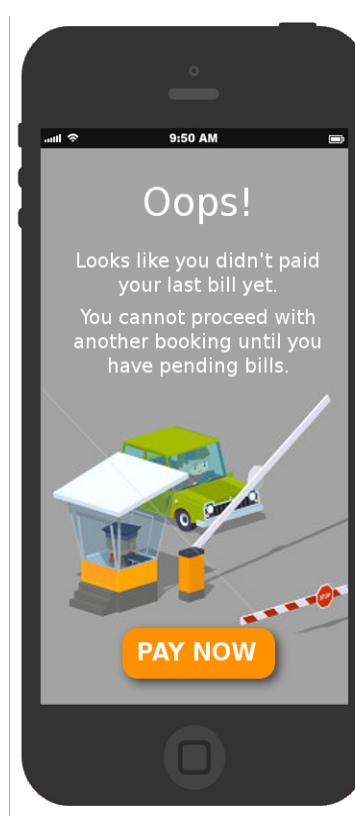 9:50 AM
Oops!
Looks like you didn't paid
your last bill yet.
You cannot proceed with
another booking until you
have pending bills.
STOP
PAY NOW